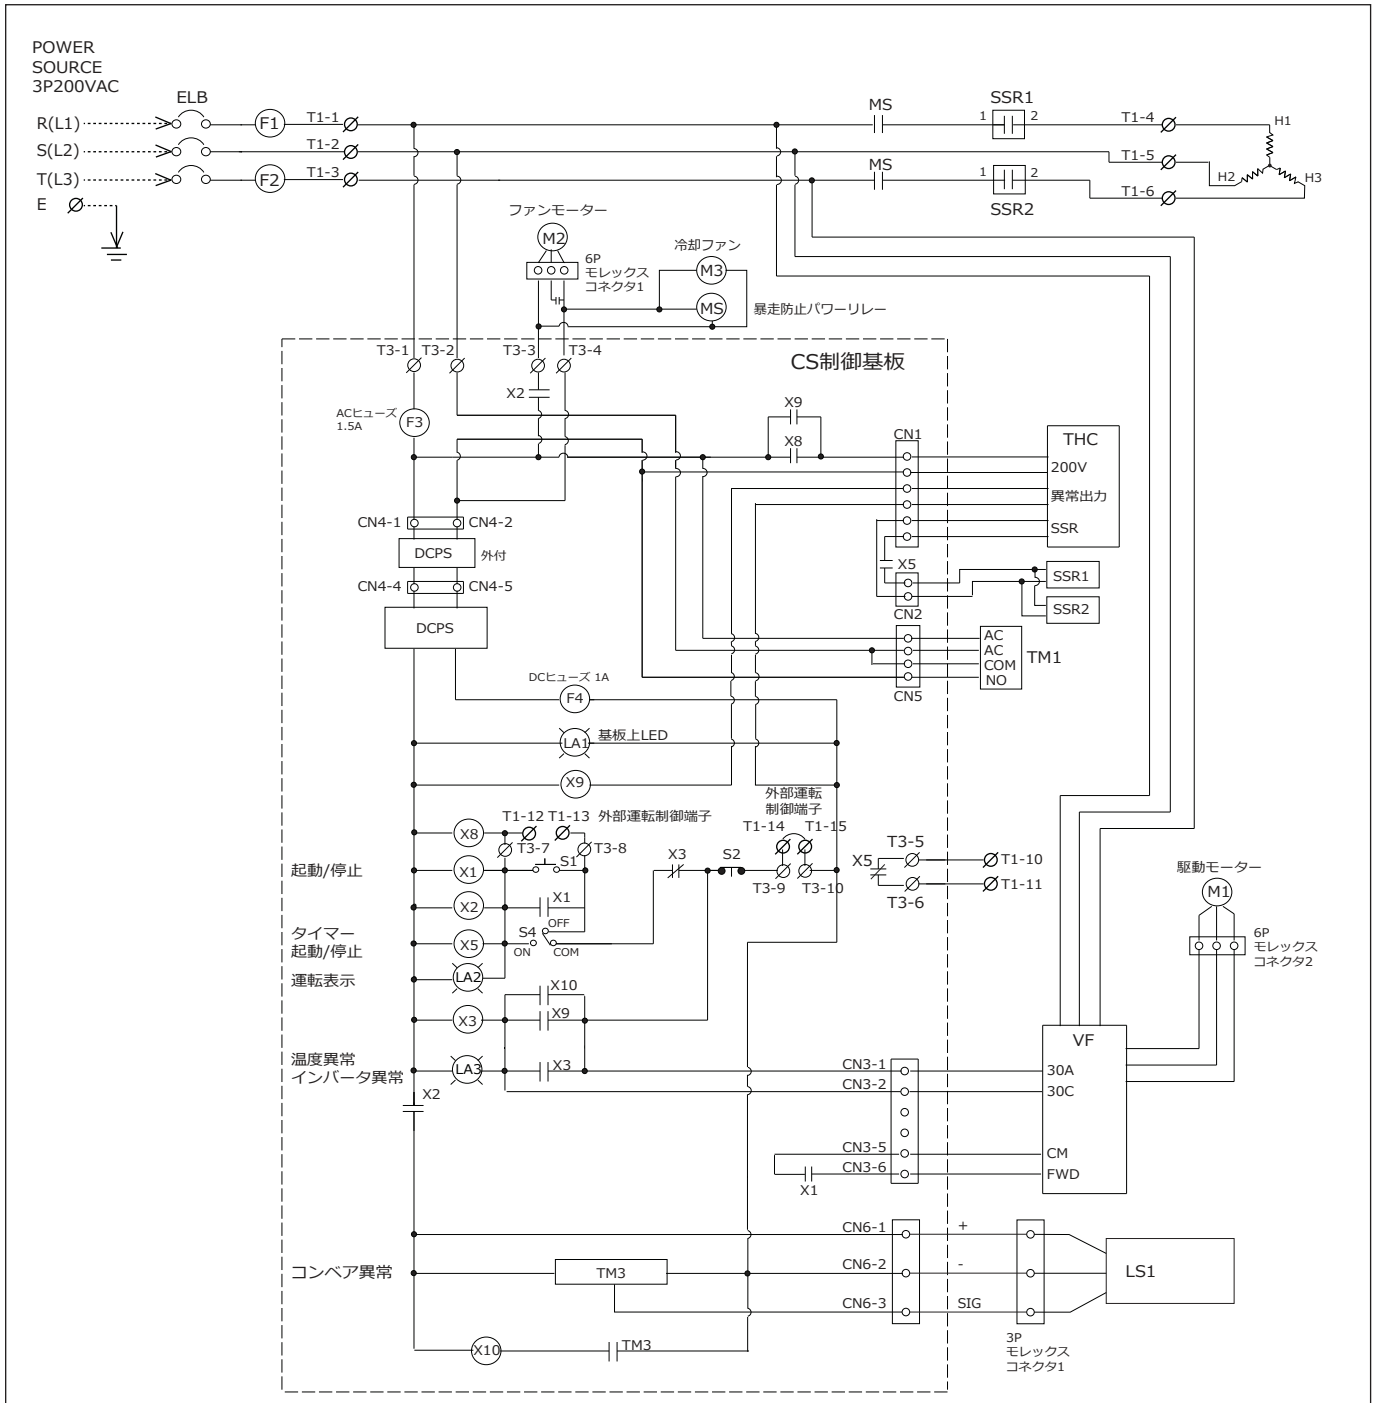 POWER
SOURCE
3P200VAC
ELB
R(L1)
F1
T1-1
MS
1
SSR1
2
T1-4
H1
S(L2)
T1-2
T1-5
T(L3)
F2
T1-3
MS
1
2
SSR2
T1-6
H2
H3
E
ファンモーター
M2
6P
モレックス
コネクタ1
冷却ファン
M3
MS
暴走防止パワーリレー
T3-1
T3-2
T3-3
T3-4
CS制御基板
X2
ACヒューズ
1.5A
F3
X9
X8
CN1
THC
200V
異常出力
SSR
CN4-1
CN4-2
DCPS
外付
CN4-4
CN4-5
DCPS
X5
CN2
SSR1
SSR2
AC
AC
COM
NO
TM1
CN5
DCヒューズ 1A
F4
LA1
基板上LED
X9
外部運転
制御端子
T1-12
T1-13
外部運転制御端子
T1-14
T1-15
X8
T3-7
T3-8
起動/停止
X1
S1
X3
S2
T3-9
T3-10
X5
T3-5
T1-10
T3-6
T1-11
X2
X1
タイマー
起動/停止
X5
S4
OFF
ON
COM
運転表示
LA2
X10
X3
X9
温度異常
インバータ異常
LA3
X3
X2
駆動モーター
M1
6P
モレックス
コネクタ2
VF
CN3-1
30A
CN3-2
30C
CN3-5
CM
CN3-6
FWD
X1
CN6-1
+
コンベア異常
TM3
CN6-2
-
LS1
CN6-3
SIG
X10
TM3
3P
モレックス
コネクタ1